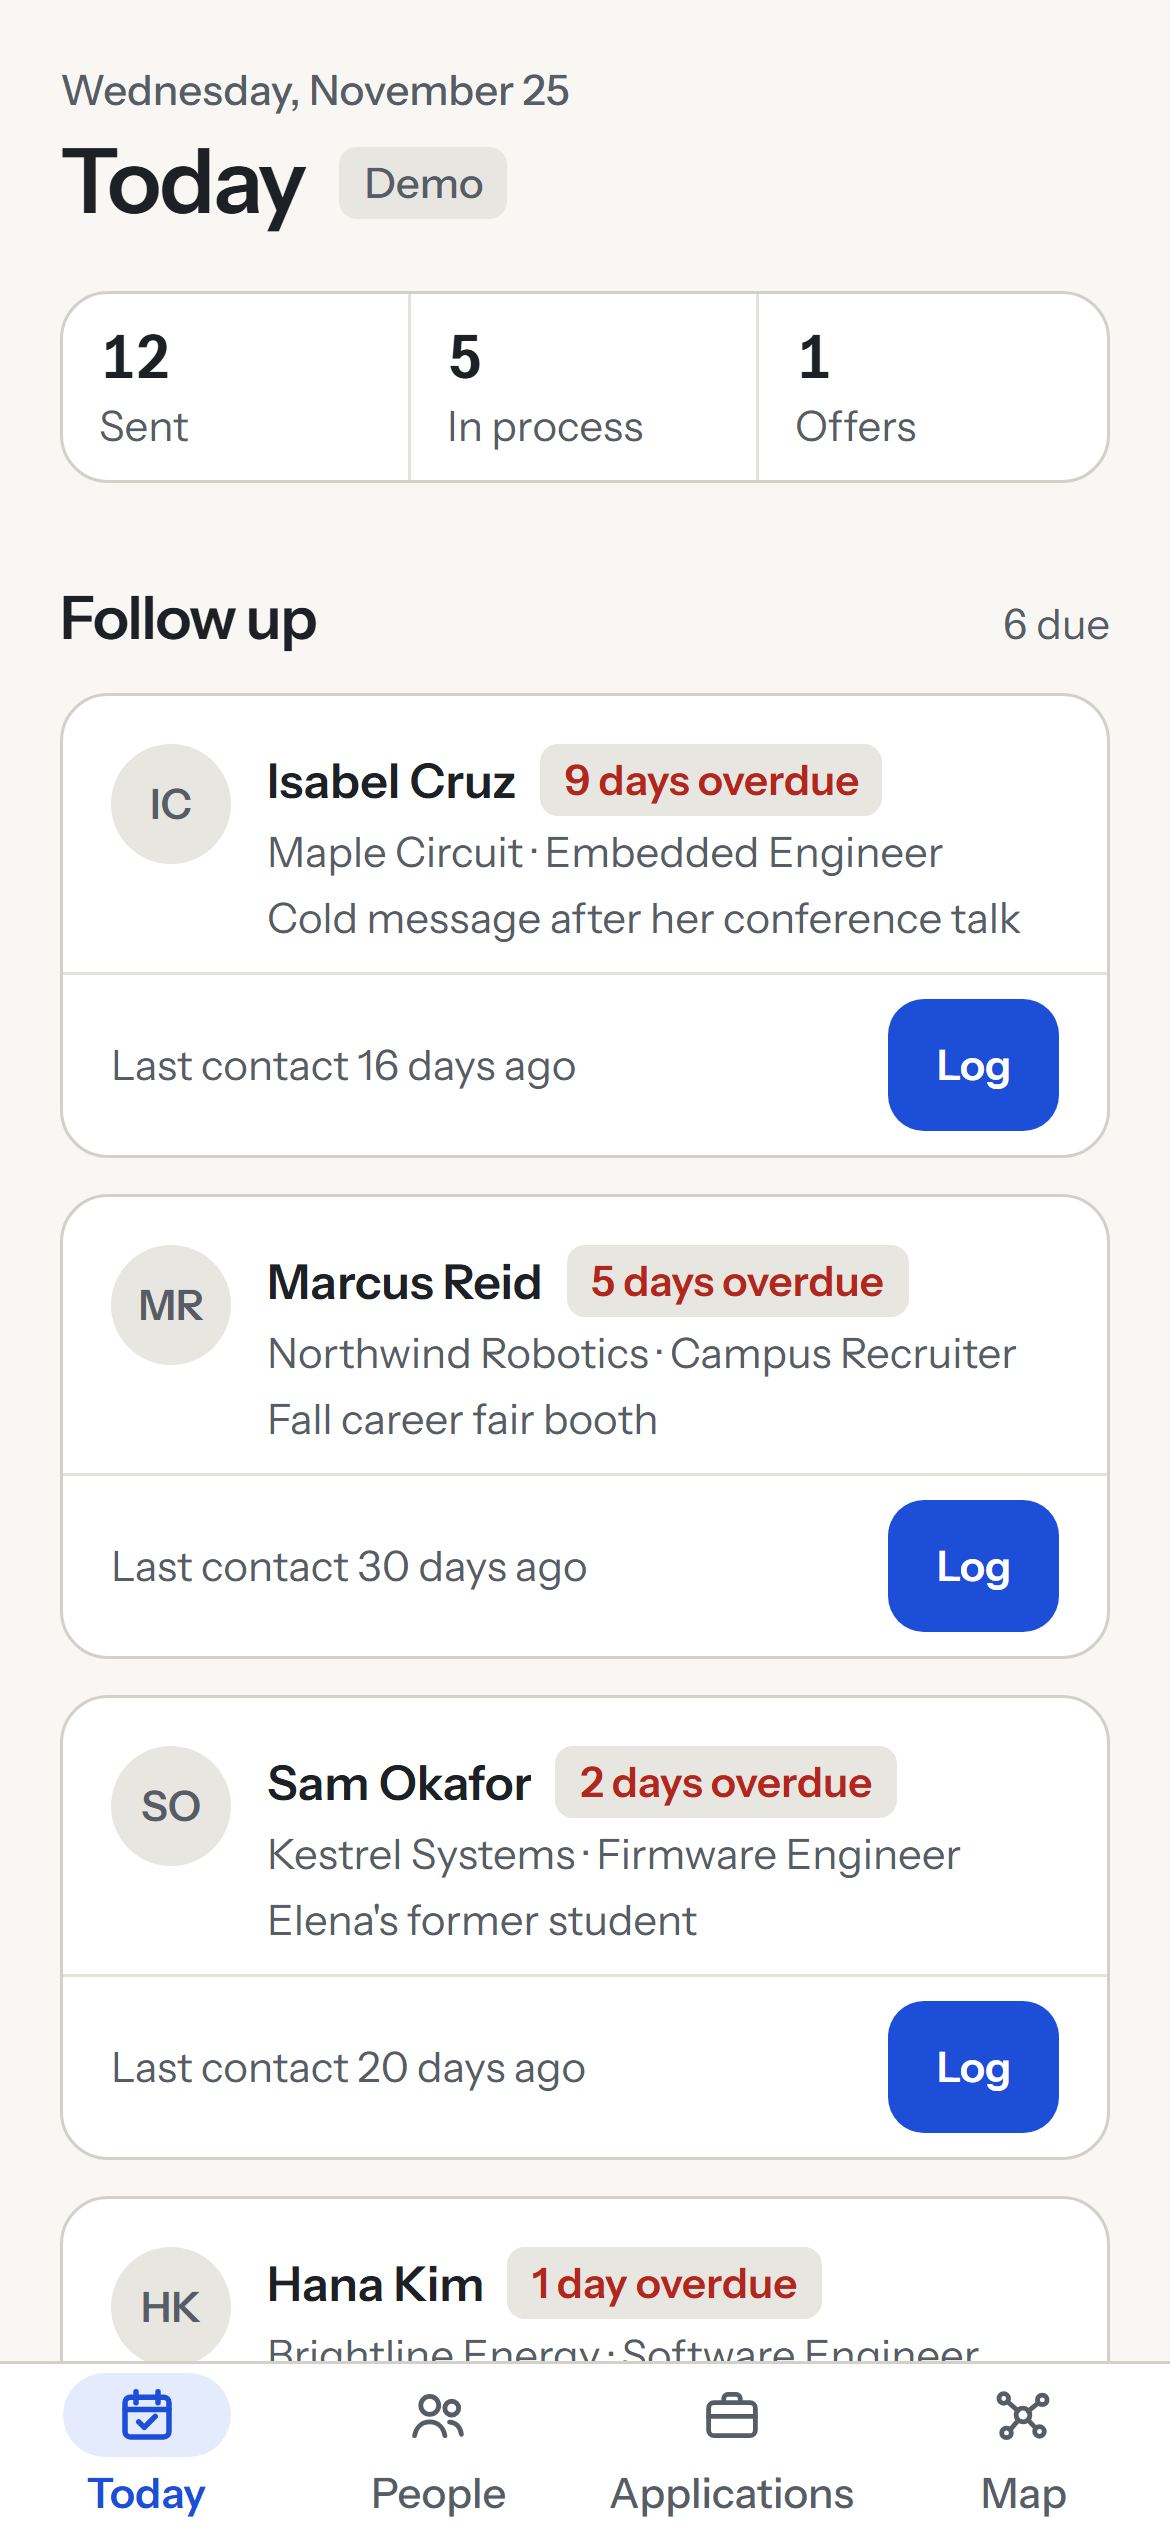 Wednesday, November 25
Today
Demo
12
Sent
5
In process
1
Offers
Follow up
6 due
IC
Isabel Cruz
9 days overdue
Maple Circuit · Embedded Engineer
Cold message after her conference talk
Last contact 16 days ago
Log
MR
Marcus Reid
5 days overdue
Northwind Robotics · Campus Recruiter
Fall career fair booth
Last contact 30 days ago
Log
SO
Sam Okafor
2 days overdue
Kestrel Systems · Firmware Engineer
Elena's former student
Last contact 20 days ago
Log
HK
Hana Kim
1 day overdue
Brightline Energy · Software Engineer
Today
People
Applications
Map